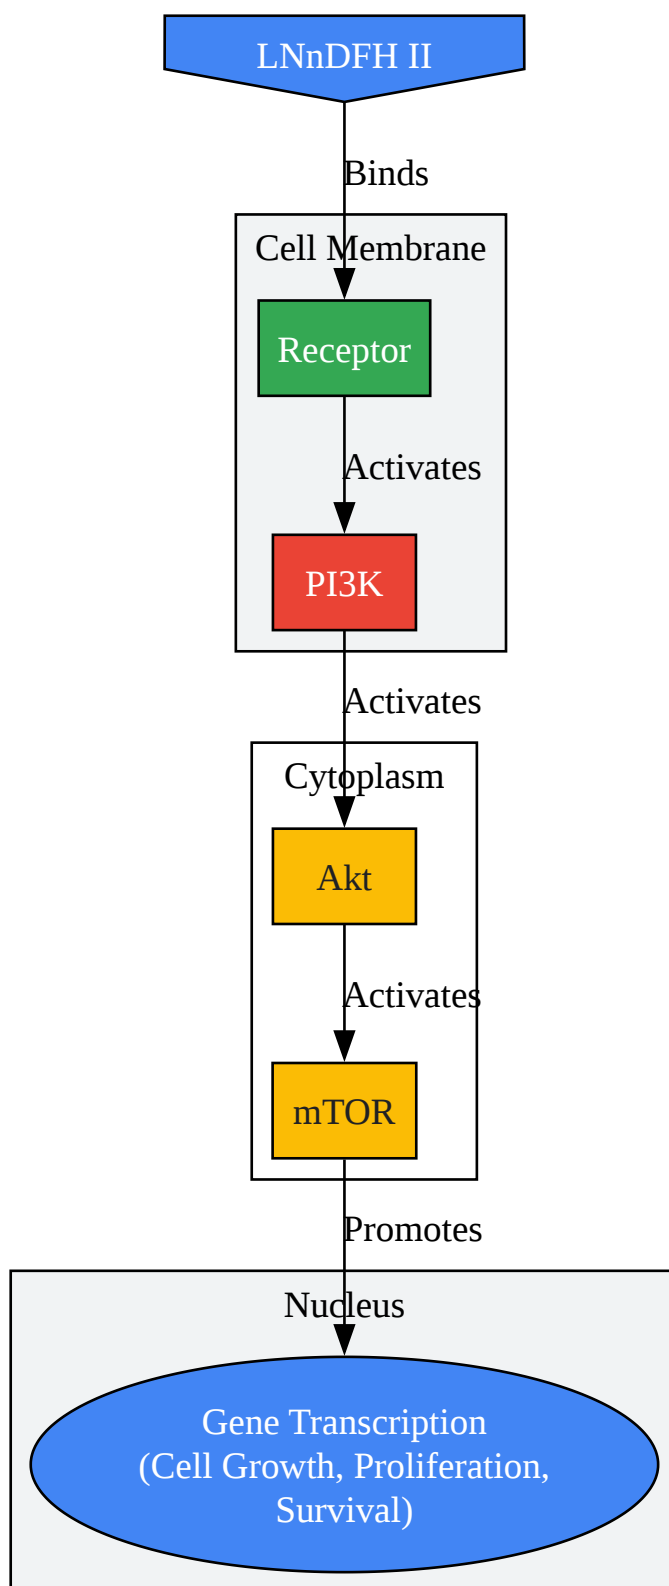 LNnDFH II
Binds
Cell Membrane
Receptor
Activates
PI3K
Activates
Cytoplasm
Akt
Activates
mTOR
Promotes
Nucleus
Gene Transcription
(Cell Growth, Proliferation,
Survival)